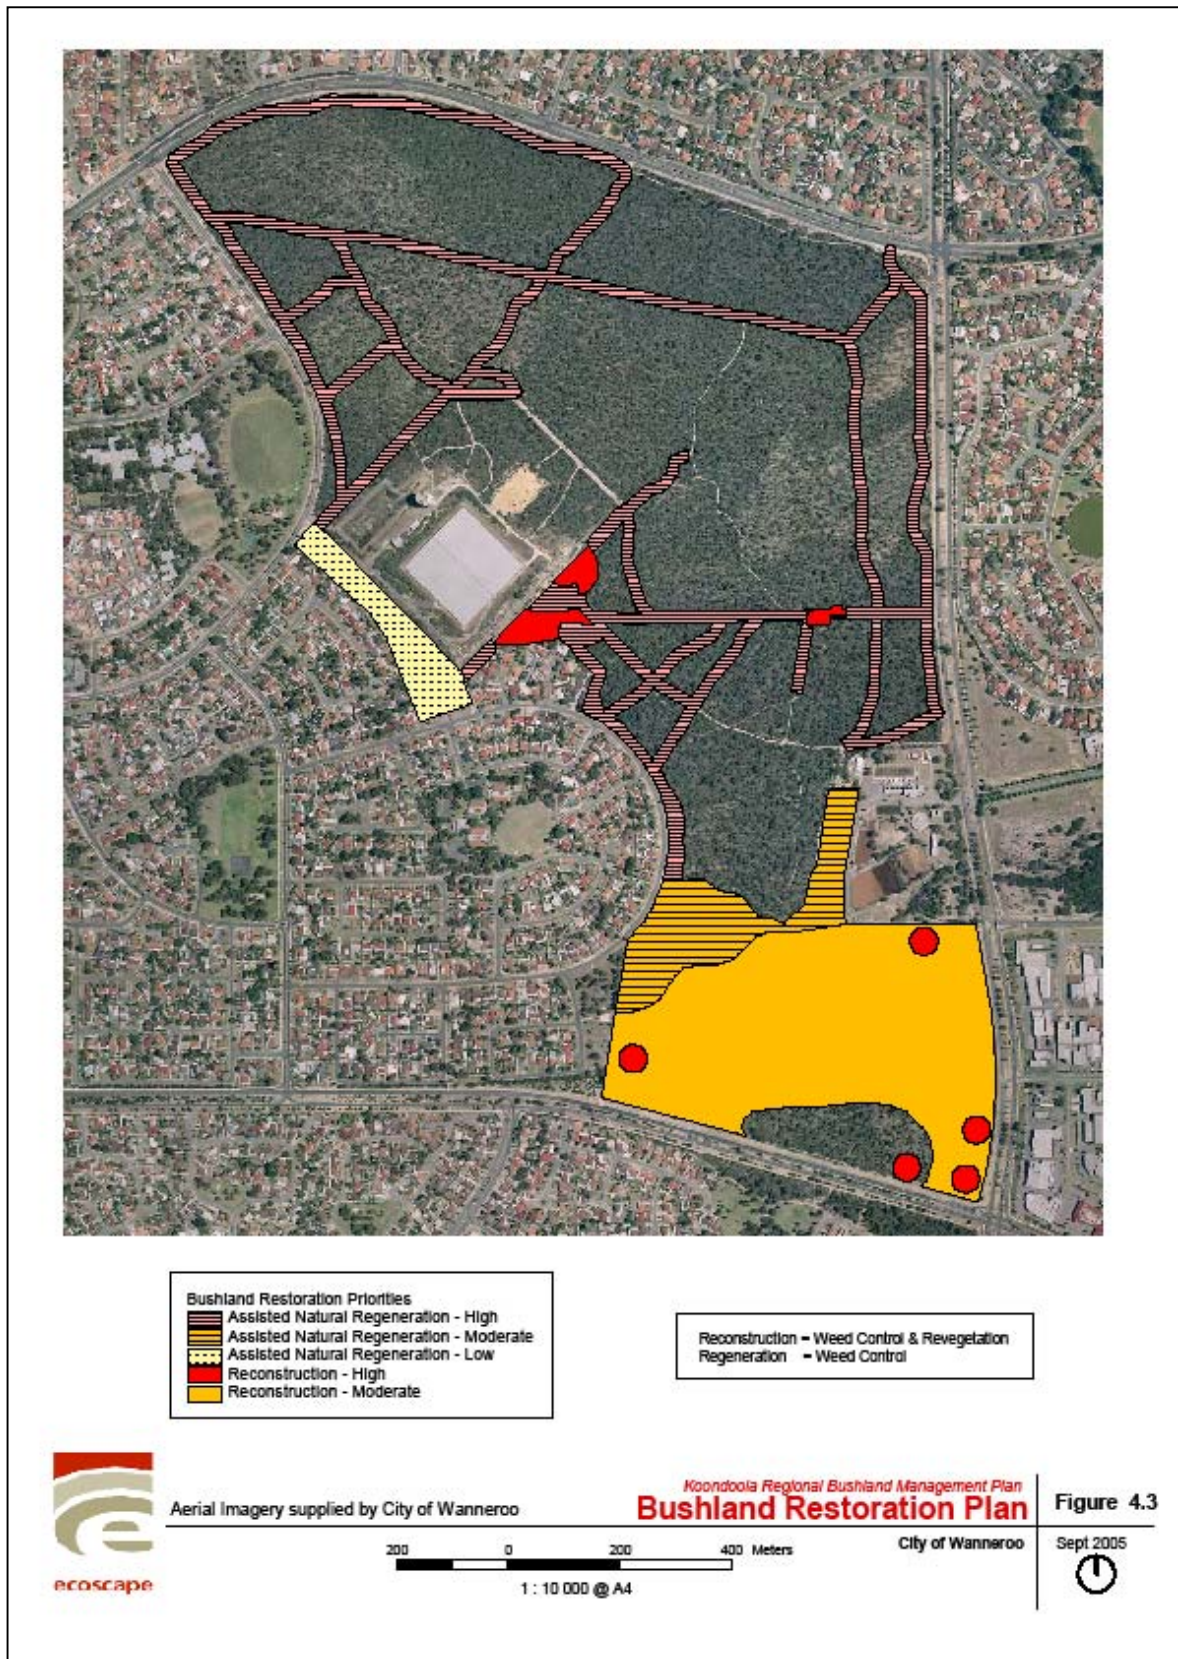 Bushland Restoration Priorities
Assisted Natural Regeneration - High
Assisted Natural Regeneration - Moderate
Assisted Natural Regeneration - Low
Reconstruction - High
Reconstruction - Moderate
Reconstruction = Weed Control & Revegetation
Regeneration = Weed Control
ecoscape
Aerial Imagery supplied by City of Wanneroo
Koondoola Regional Bushland Management Plan
Bushland Restoration Plan
Figure 4.3
City of Wanneroo
Sept 2005
200 0 200 400 Meters
1 : 10 000 @ A4